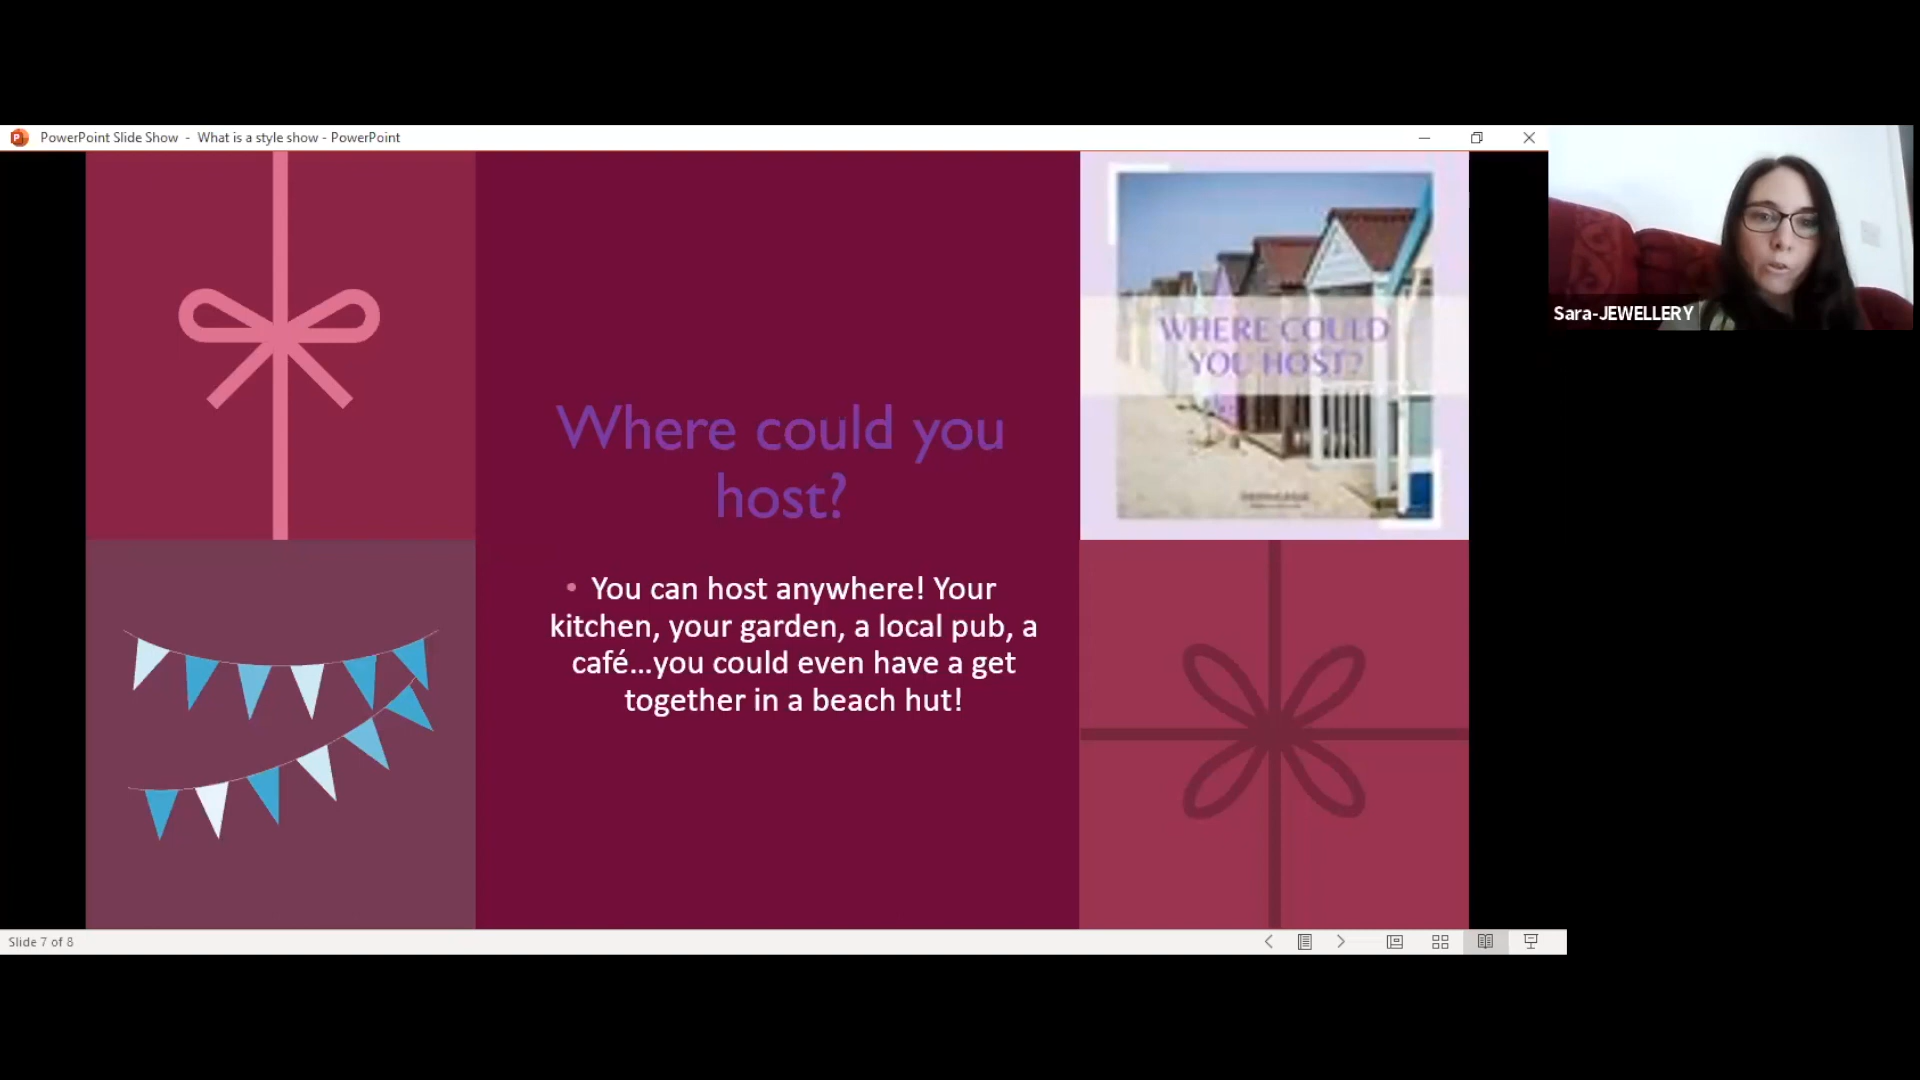 PowerPoint Slide Show - What is a style show - PowerPoint
WHERE COULD
YOU HOST?
Sara-JEWELLERY
Where could you
host?
• You can host anywhere! Your
kitchen, your garden, a local pub, a
café...you could even have a get
together in a beach hut!
Slide 7 of 8